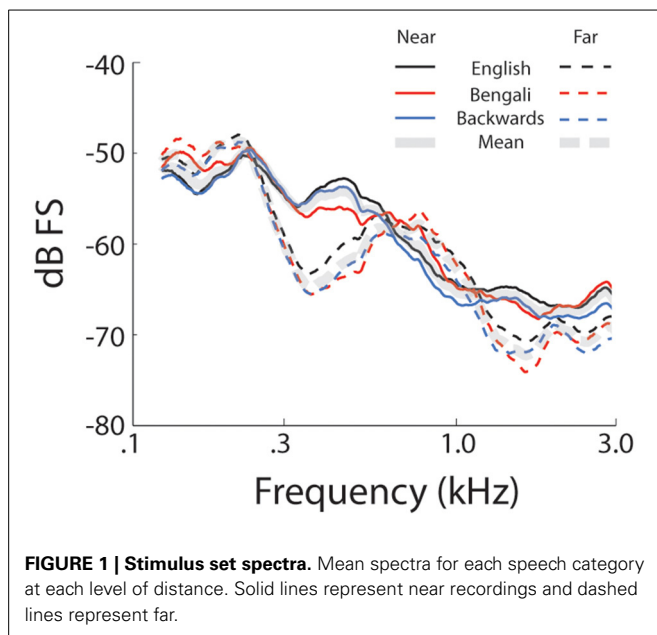 Near Far
English
Bengali
Backwards
Mean
-40
-50
-60
-70
-80
dB FS
.1 .3 1.0 3.0
Frequency (kHz)
FIGURE 1 | Stimulus set spectra. Mean spectra for each speech category
at each level of distance. Solid lines represent near recordings and dashed
lines represent far.